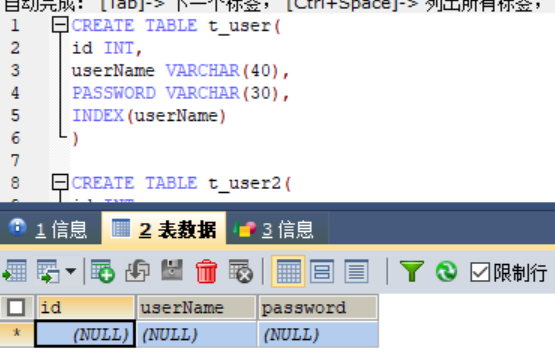 自动完成： [Tab]-> 下一个标签， [Ctrl+Space]-> 列出所有标签，
1 CREATE TABLE t_user(
2 id INT,
3 userName VARCHAR(40),
4 PASSWORD VARCHAR(30),
5 INDEX(userName)
6 )
7
8 CREATE TABLE t_user2(
1 信息 2 表数据 3 信息
限制行
id userName password
* (NULL) (NULL) (NULL)